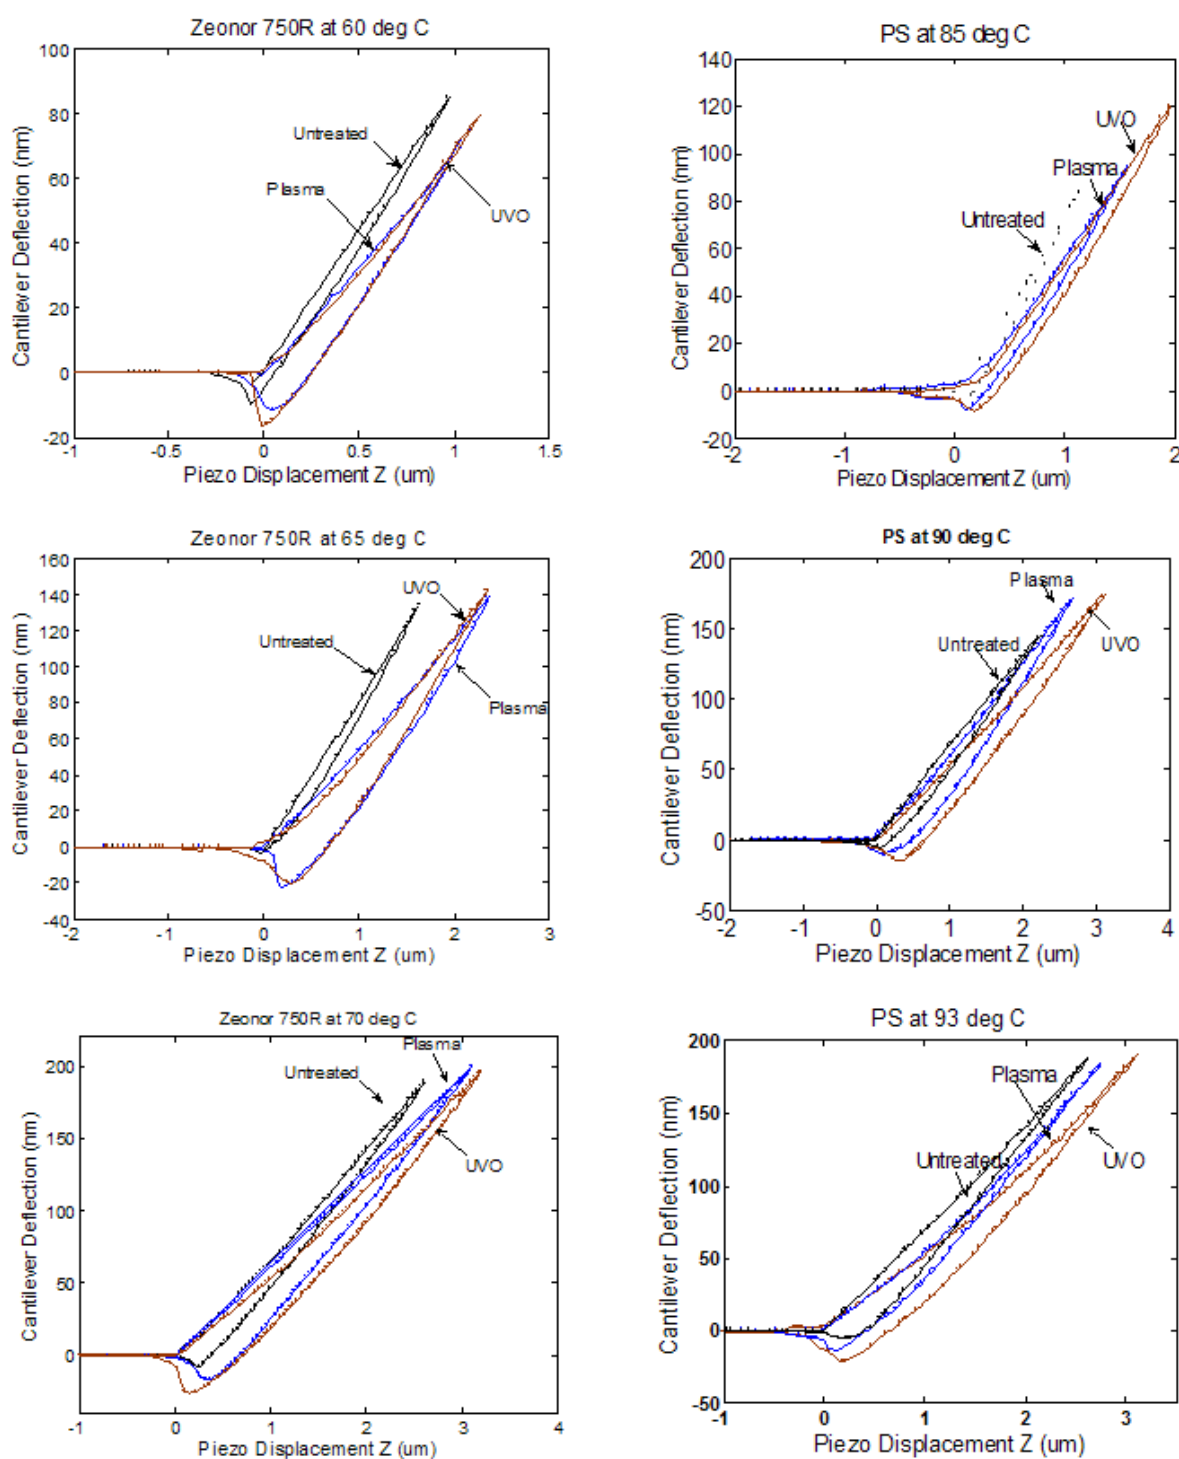 Zeonor 750R at 60 deg C
100
80
60
40
20
0
-20
-1
-0.5
0
0.5
1
1.5
Cantilever Deflection (nm)
Piezo Displacement Z (um)
Untreated
Plasma
UVO
PS at 85 deg C
140
120
100
80
60
40
20
0
-20
-2
-1
0
1
2
Cantilever Deflection (nm)
Piezo Displacement Z (um)
UVO
Plasma
Untreated
Zeonor 750R at 65 deg C
160
140
120
100
80
60
40
20
0
-20
-40
-2
-1
0
1
2
3
Cantilever Deflection (nm)
Piezo Displacement Z (um)
UVO
Untreated
Plasma
PS at 90 deg C
200
150
100
50
0
-50
-2
-1
0
1
2
3
4
Cantilever Deflection (nm)
Piezo Displacement Z (um)
Plasma
Untreated
UVO
Zeonor 750R at 70 deg C
200
150
100
50
0
-1
0
1
2
3
4
Cantilever Deflection (nm)
Piezo Displacement Z (um)
Plasma
Untreated
UVO
PS at 93 deg C
200
150
100
50
0
-50
-1
0
1
2
3
Cantilever Deflection (nm)
Piezo Displacement Z (um)
Plasma
Untreated
UVO